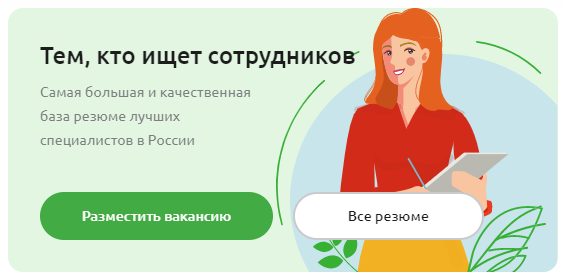 Тем, кто ищет сотрудников
Самая большая и качественная
база резюме лучших
специалистов в России
Разместить вакансию
Все резюме